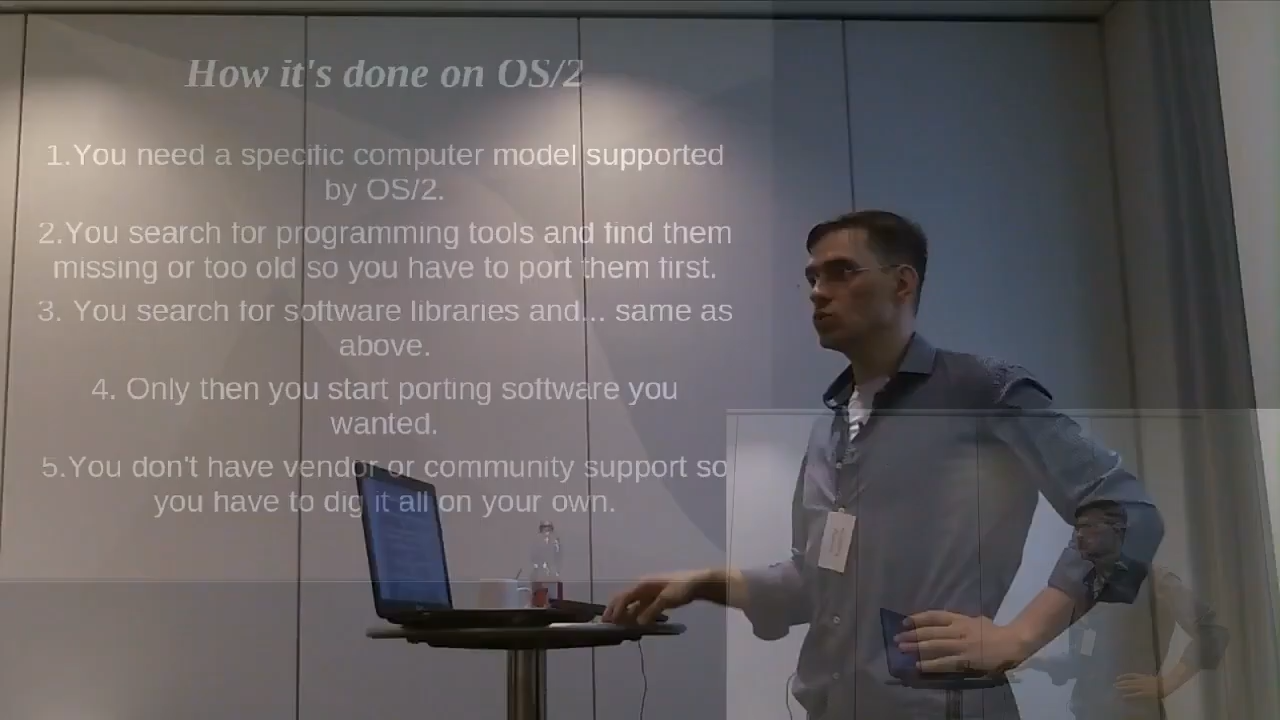 How it's done on OS/2
1.You need a specific computer model supported
by OS/2.
2.You search for programming tools and find them
missing or too old so you have to port them first.
3. You search for software libraries and... same as
above.
4. Only then you start porting software you
wanted.
5.You don't have vendor or community support so
you have to dig it all on your own.